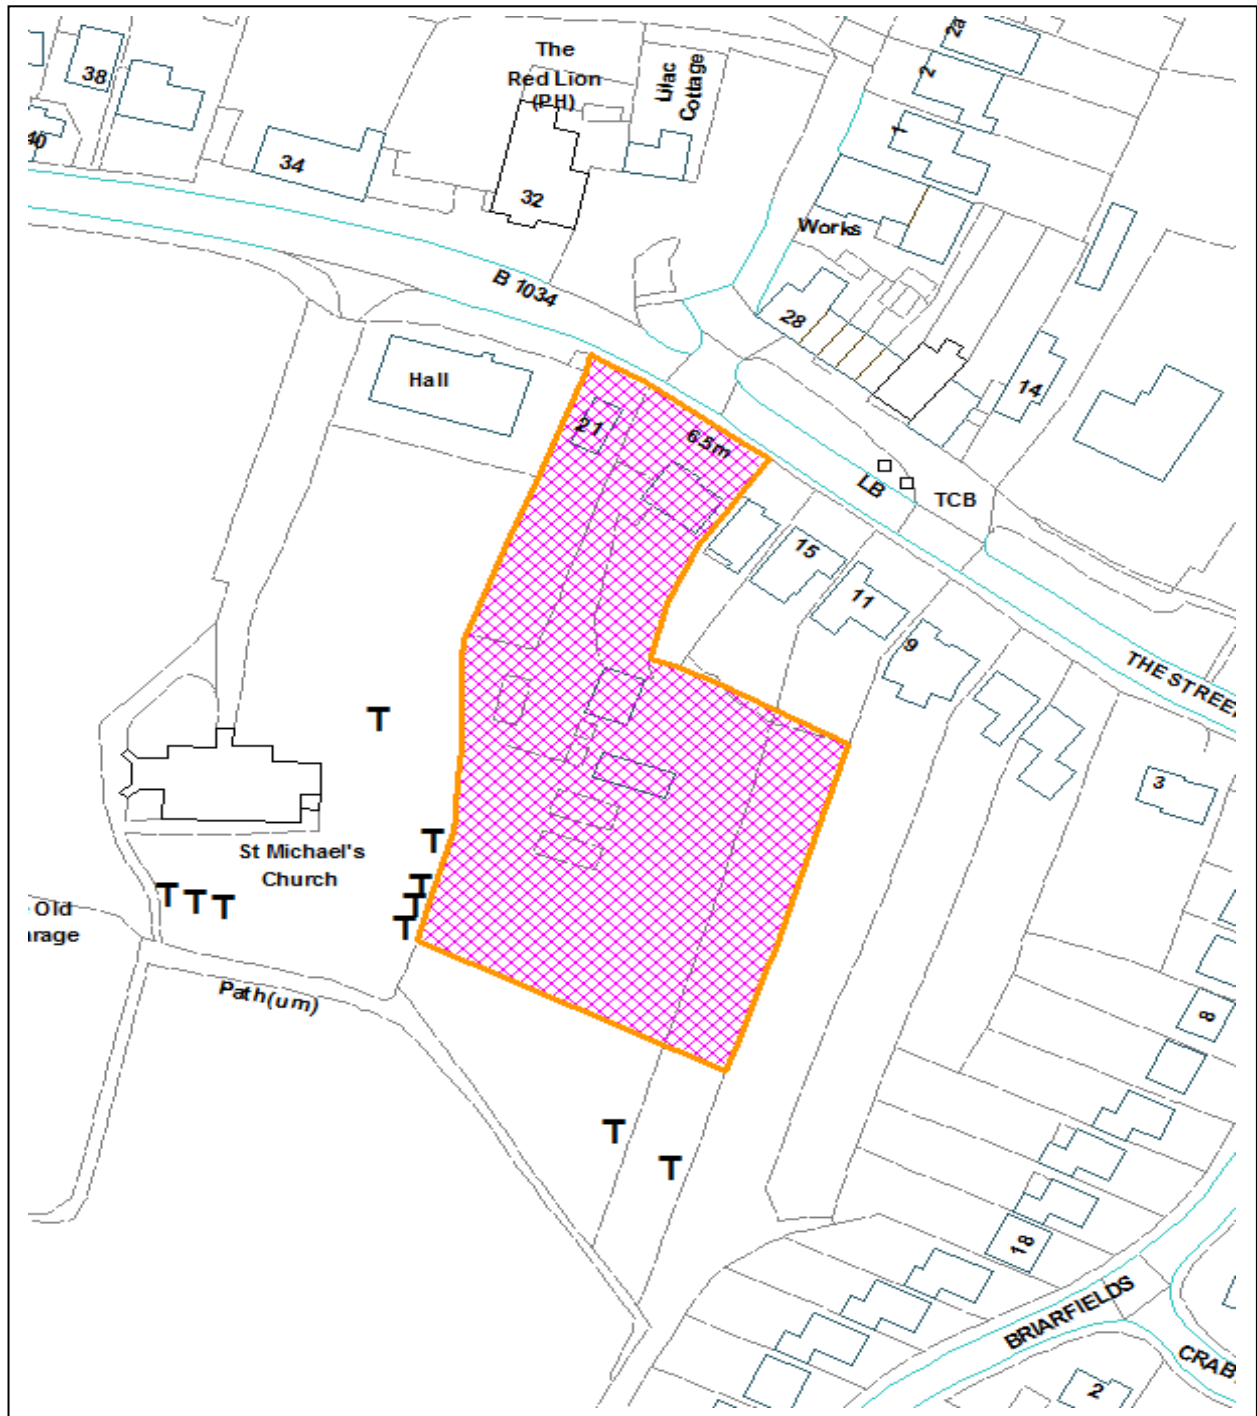 2a
The
Red Lion
(PH)
Lilac
Cottage
38
2
40
34
1
32
Works
B 1034
28
Hall
14
21
6.5m
LB
TCB
15
11
9
THE STREE
T
3
T
St Michael's
Church
T
T
T
T
T
T
T
Old
arage
Path(um)
8
T
T
18
BRIARFIELDS
CRAB
2